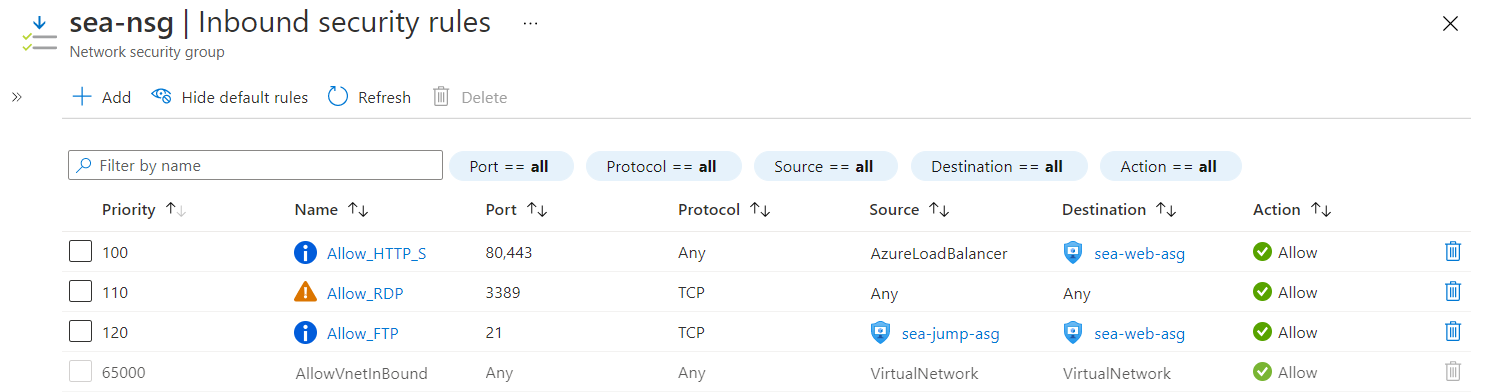 sea-nsg | Inbound security rules ...
Network security group
» + Add Hide default rules Refresh Delete
Filter by name Port == all Protocol == all Source == all Destination == all Action == all
Priority Name Port Protocol Source Destination Action
100 Allow_HTTP_S 80,443 Any AzureLoadBalancer sea-web-asg Allow
110 Allow_RDP 3389 TCP Any Any Allow
120 Allow_FTP 21 TCP sea-jump-asg sea-web-asg Allow
65000 AllowVnetInBound Any Any VirtualNetwork VirtualNetwork Allow